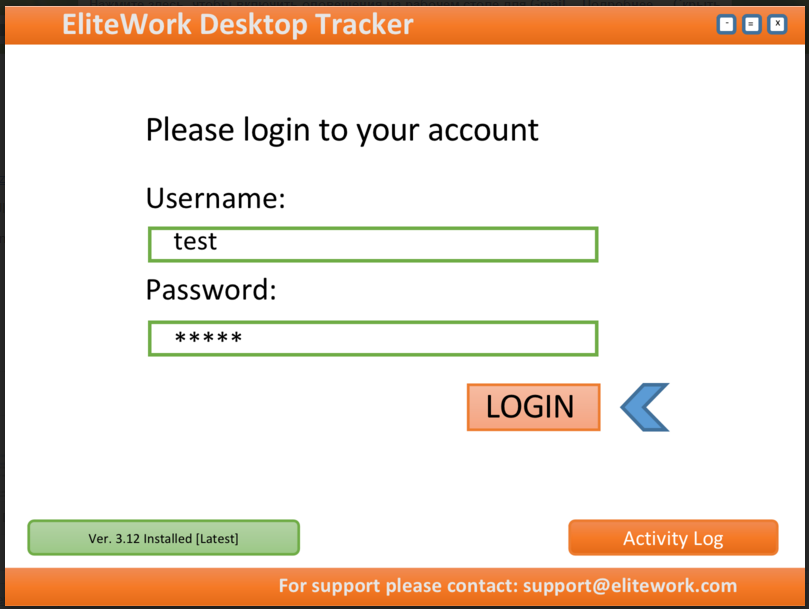 EliteWork Desktop Tracker
- = X
Please login to your account
Username:
test
Password:
*****
LOGIN
Ver. 3.12 Installed [Latest]
Activity Log
For support please contact: support@elitework.com